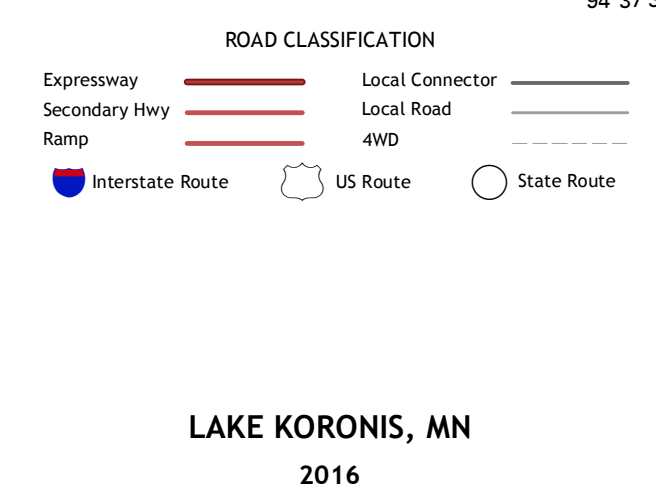 ROAD CLASSIFICATION
Expressway Local Connector
Secondary Hwy Local Road
Ramp 4WD
Interstate Route US Route State Route
LAKE KORONIS, MN
2016